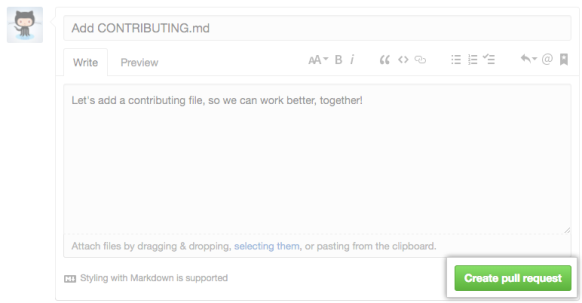 Add CONTRIBUTING.md
Write Preview AA B i
Let's add a contributing file, so we can work better, together!
Attach files by dragging & dropping, selecting them, or pasting from the clipboard.
Styling with Markdown is supported
Create pull request